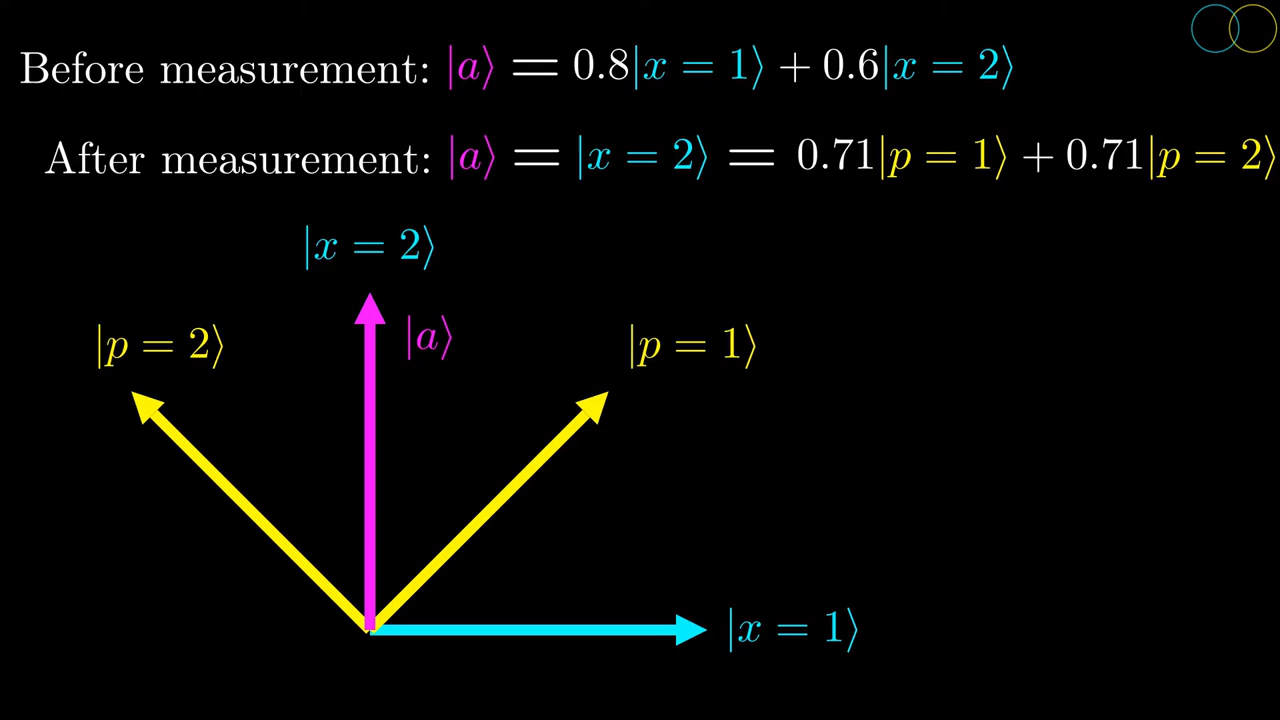 Before measurement: |a⟩ = 0.8|x = 1⟩ + 0.6|x = 2⟩
After measurement: |a⟩ = |x = 2⟩ = 0.71|p = 1⟩ + 0.71|p = 2⟩
|x = 2⟩
|a⟩
|p = 2⟩
|p = 1⟩
|x = 1⟩